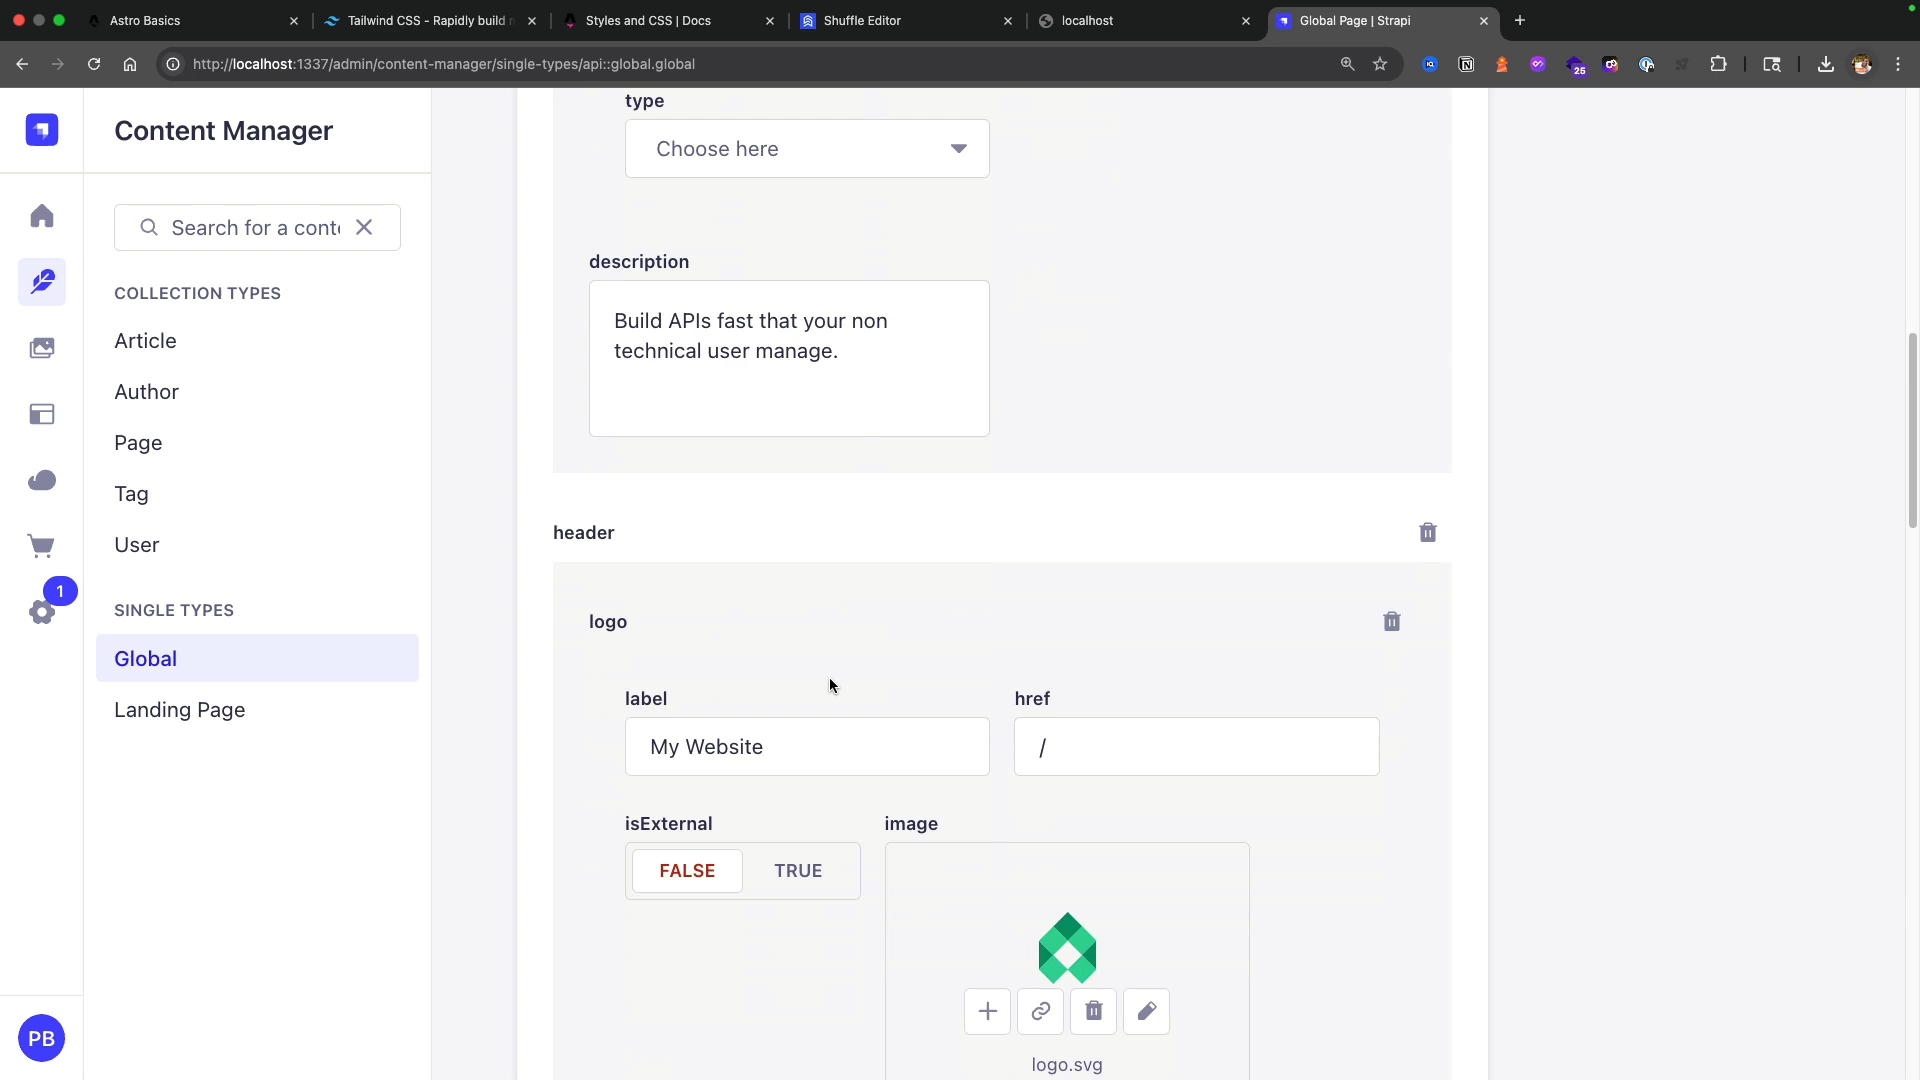 Astro Basics
Tailwind CSS - Rapidly build
Styles and CSS | Docs
Shuffle Editor
localhost
Global Page | Strapi
http://localhost:1337/admin/content-manager/single-types/api::global.global
25
Content Manager
Search for a conte
COLLECTION TYPES
Article
Author
Page
Tag
User
SINGLE TYPES
Global
Landing Page
1
PB
type
Choose here
description
Build APIs fast that your non
technical user manage.
header
logo
label
href
My Website
/
isExternal
image
FALSE
TRUE
logo.svg